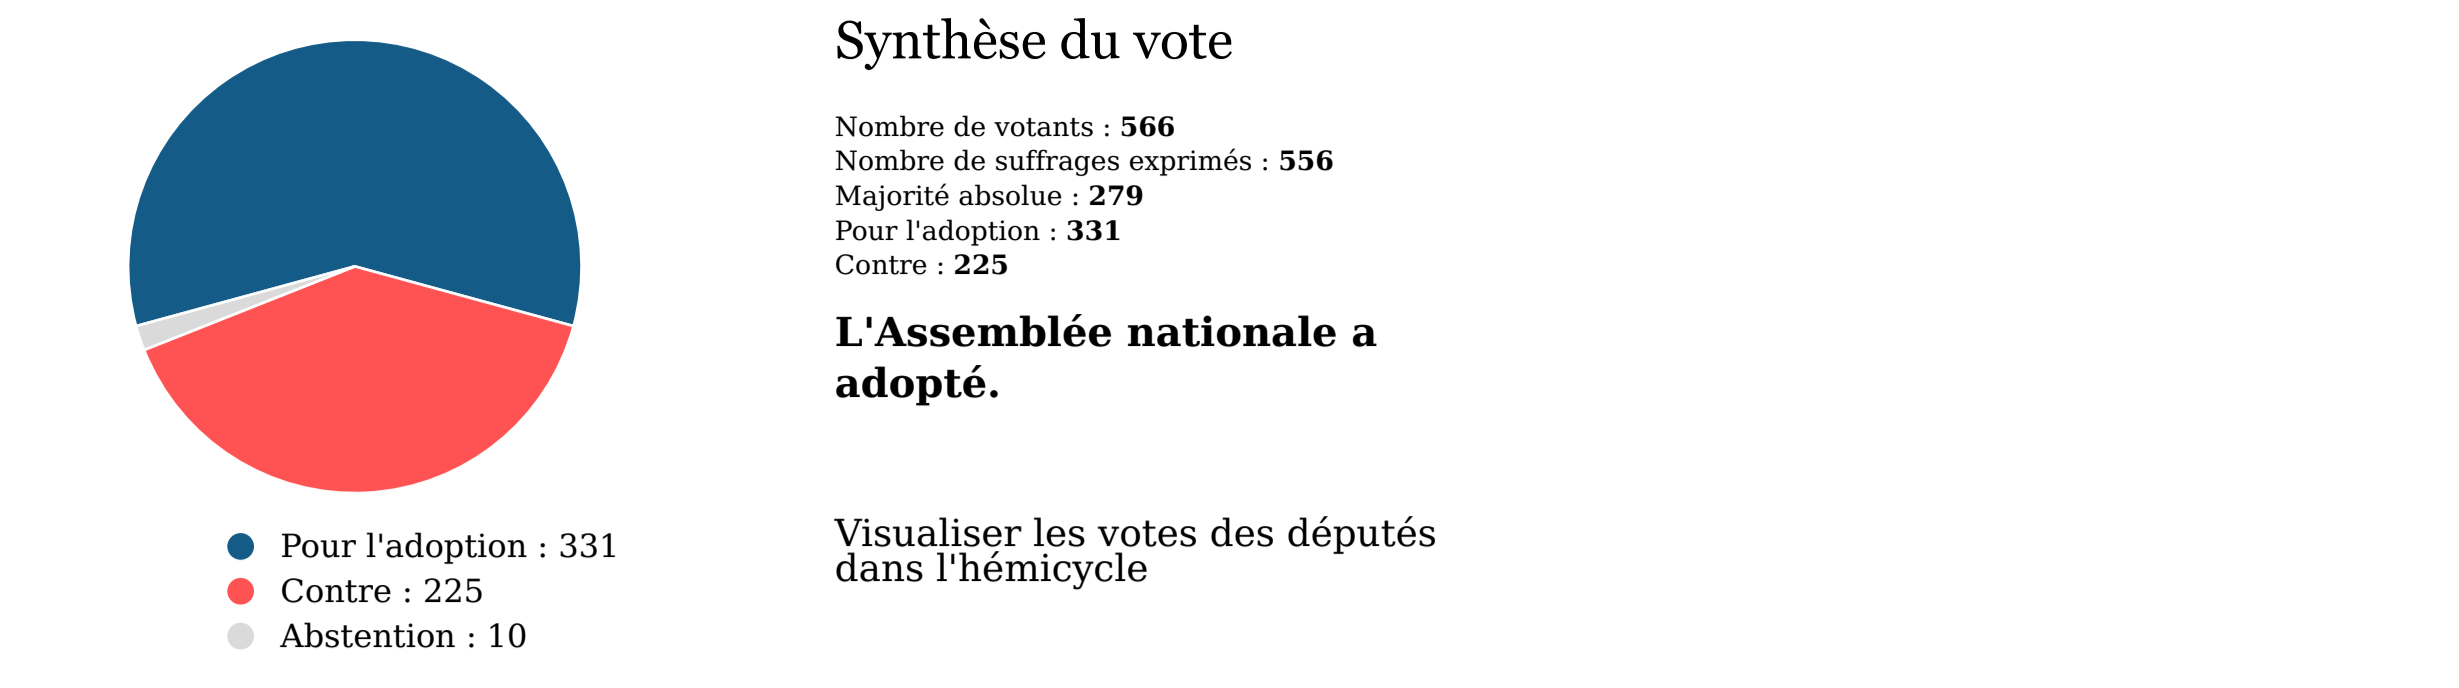 Synthèse du vote
Nombre de votants : 566
Nombre de suffrages exprimés : 556
Majorité absolue : 279
Pour l'adoption : 331
Contre : 225
L'Assemblée nationale a
adopté.
Visualiser les votes des députés
dans l'hémicycle
Pour l'adoption : 331
Contre : 225
Abstention : 10